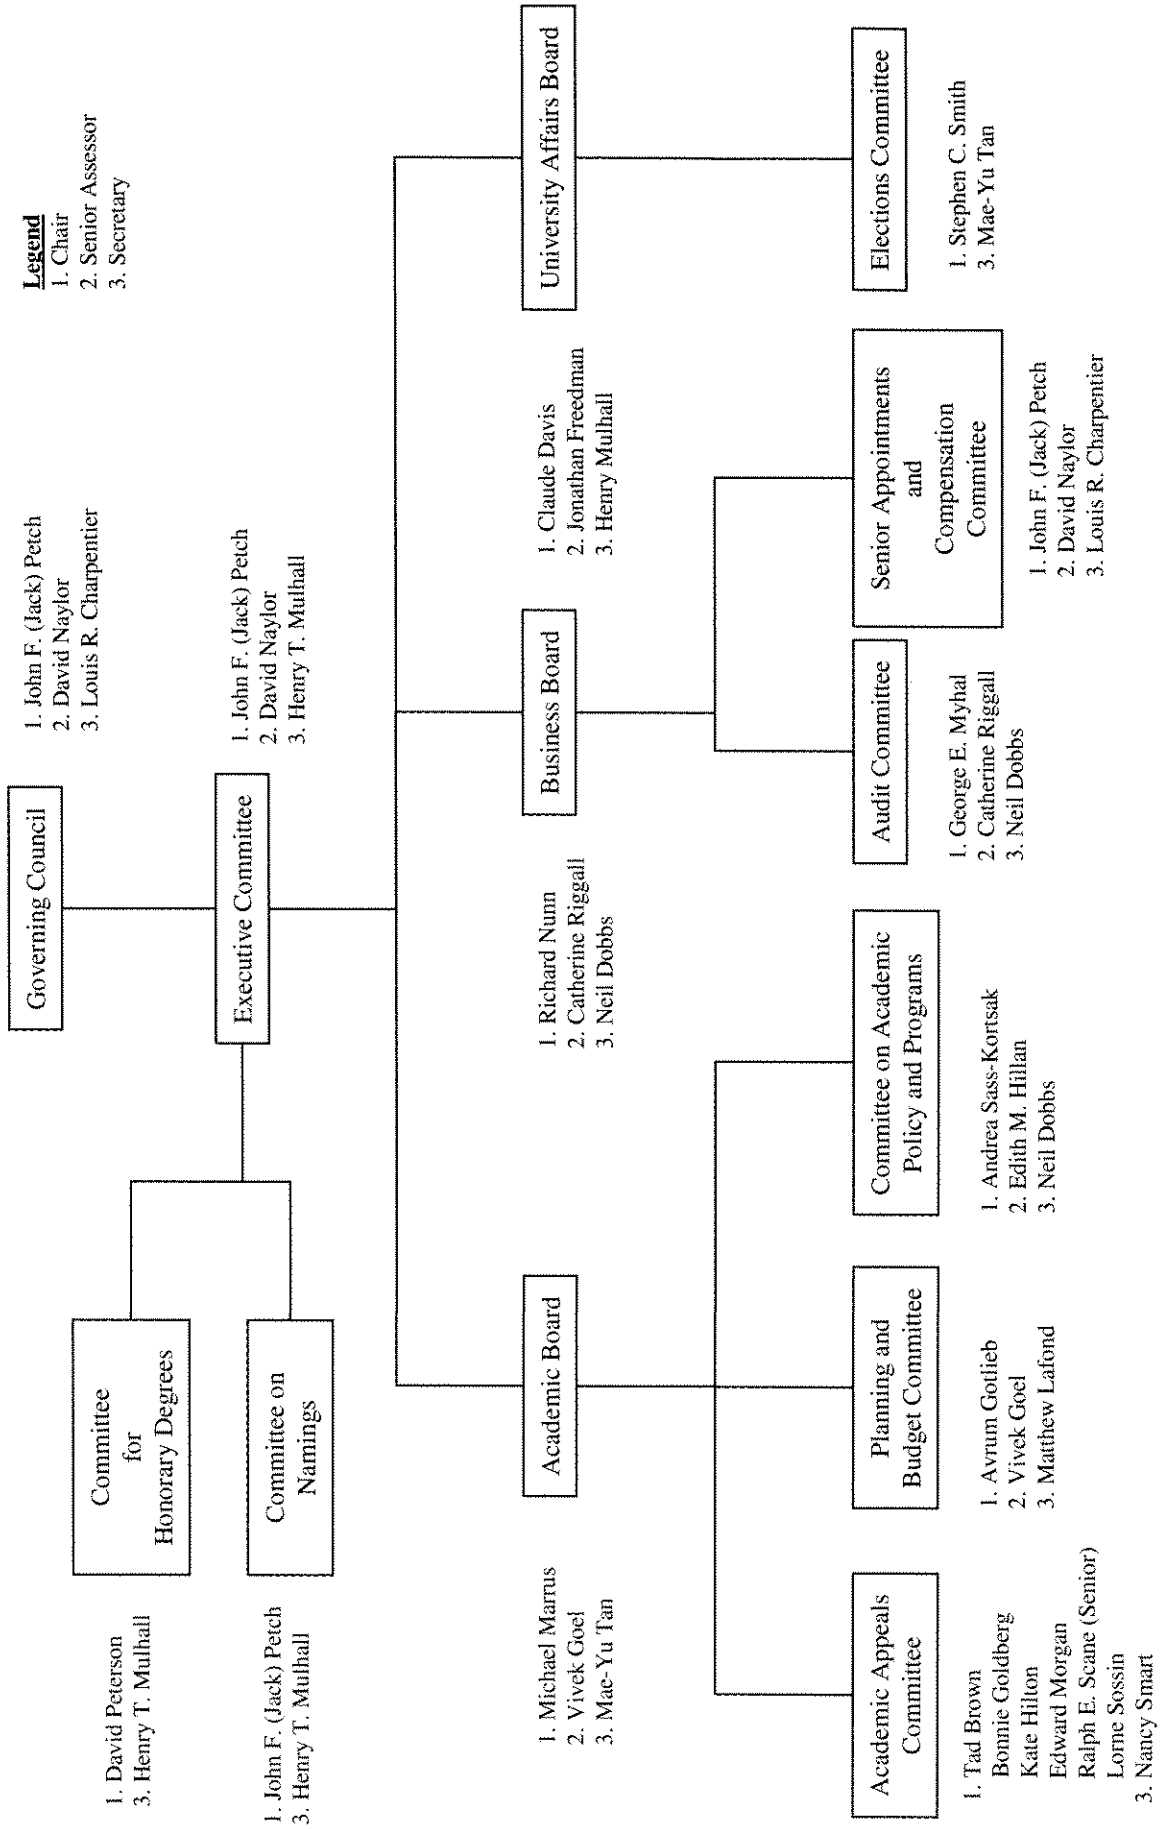 Governing Council
1. John F. (Jack) Petch
2. David Naylor
3. Louis R. Charpentier
Legend
1. Chair
2. Senior Assessor
3. Secretary
1. David Peterson
3. Henry T. Mulhall
Committee
for
Honorary Degrees
Executive Committee
1. John F. (Jack) Petch
2. David Naylor
3. Henry T. Mulhall
1. John F. (Jack) Petch
3. Henry T. Mulhall
Committee on
Namings
1. Michael Marrus
2. Vivek Goel
3. Mae-Yu Tan
Academic Board
1. Richard Nunn
2. Catherine Riggall
3. Neil Dobbs
Business Board
1. Claude Davis
2. Jonathan Freedman
3. Henry Mulhall
University Affairs Board
Academic Appeals
Committee
1. Tad Brown
Bonnie Goldberg
Kate Hilton
Edward Morgan
Ralph E. Scane (Senior)
Lorne Sossin
3. Nancy Smart
Planning and
Budget Committee
1. Avrum Gotlieb
2. Vivek Goel
3. Matthew Lafond
Committee on Academic
Policy and Programs
1. Andrea Sass-Kortsak
2. Edith M. Hillan
3. Neil Dobbs
Audit Committee
1. George E. Myhal
2. Catherine Riggall
3. Neil Dobbs
Senior Appointments
and
Compensation
Committee
1. John F. (Jack) Petch
2. David Naylor
3. Louis R. Charpentier
Elections Committee
1. Stephen C. Smith
3. Mae-Yu Tan